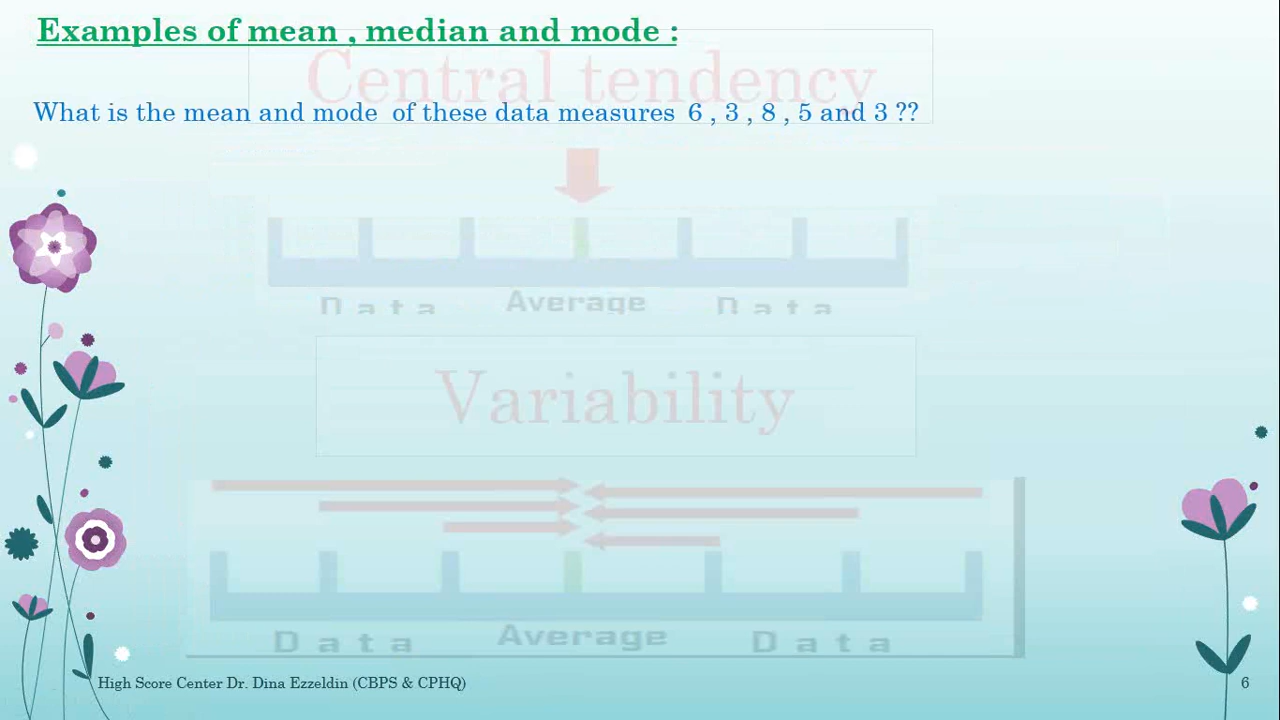 Examples of mean , median and mode :
Central tendency
What is the mean and mode  of these data measures  6 , 3 , 8 , 5 and 3 ??
Data Average Data
Variability
Data Average Data
High Score Center Dr. Dina Ezzeldin (CBPS & CPHQ)
6